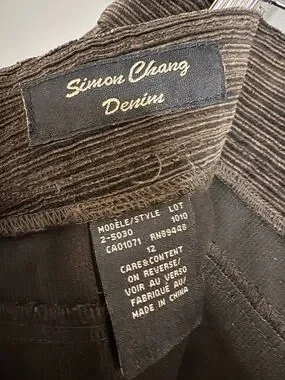 Simon Chang
Denim
MODÈLE/STYLE LOT
2-5030 1010
CA01071 RN89448
12
CARE&CONTENT
ON REVERSE/
VOIR AU VERSO
FABRIQUÉ AU/
MADE IN CHINA